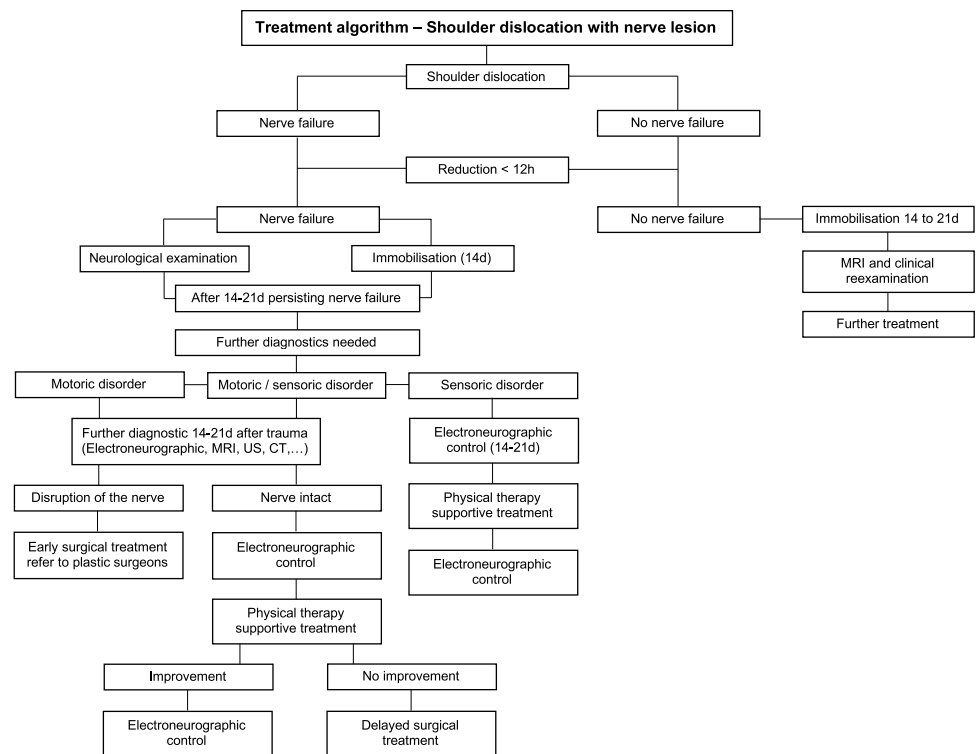 Treatment algorithm – Shoulder dislocation with nerve lesion
Shoulder dislocation
Nerve failure
No nerve failure
Reduction < 12h
Nerve failure
No nerve failure
Immobilisation 14 to 21d
Neurological examination
Immobilisation (14d)
MRI and clinical
reexamination
After 14-21d persisting nerve failure
Further treatment
Further diagnostics needed
Motoric disorder
Motoric / sensoric disorder
Sensoric disorder
Further diagnostic 14-21d after trauma
(Electroneurographic, MRI, US, CT,…)
Electroneurographic
control (14-21d)
Disruption of the nerve
Nerve intact
Physical therapy
supportive treatment
Early surgical treatment
refer to plastic surgeons
Electroneurographic
control
Electroneurographic
control
Physical therapy
supportive treatment
Improvement
No improvement
Electroneurographic
control
Delayed surgical
treatment